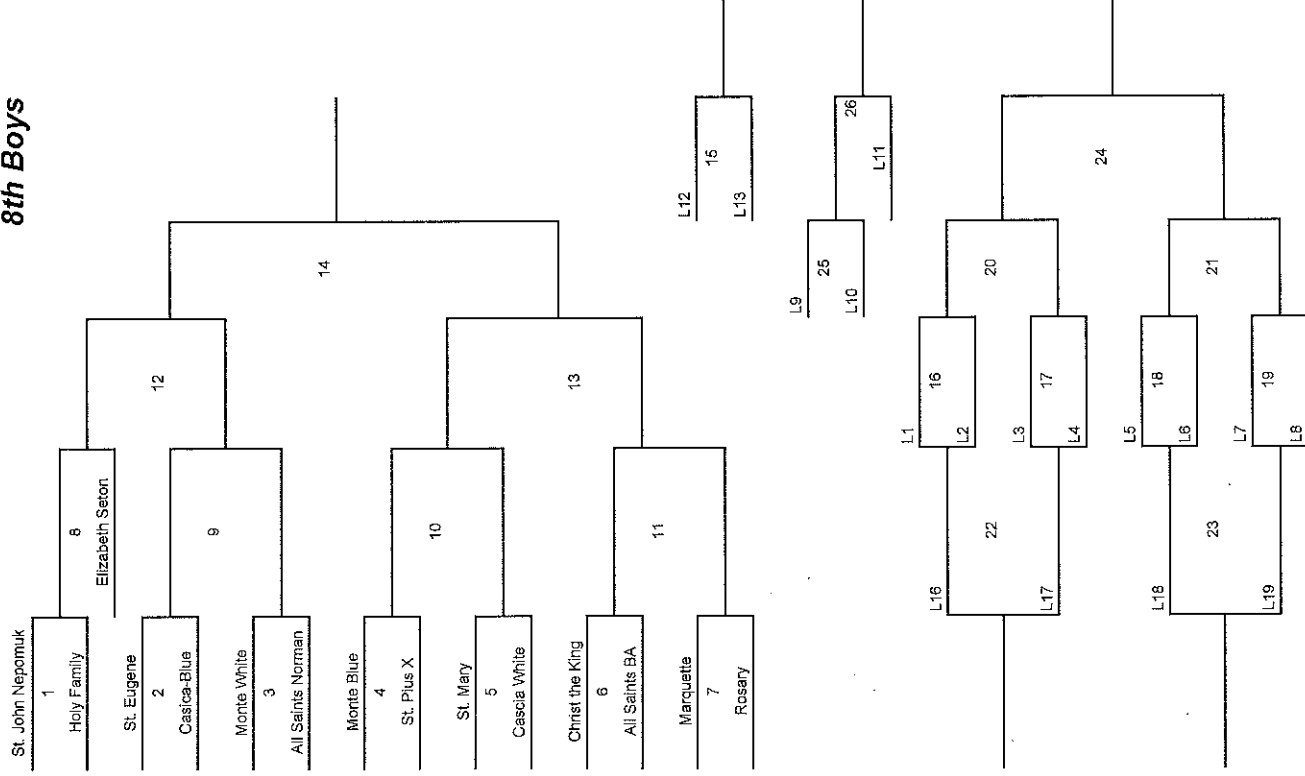 8th Boys
St. John Nepomuk
1
Holy Family
8
Elizabeth Seton
St. Eugene
2
Casica-Blue
12
9
Monte White
3
All Saints Norman
14
Monte Blue
4
St. Pius X
10
St. Mary
5
Cascia White
13
Christ the King
6
All Saints BA
11
Marquette
7
Rosary
L12
15
L13
L9
25
L10
26
L11
L1
16
L2
20
L3
17
L4
22
L16
L17
24
L5
18
L6
21
L7
19
L8
23
L18
L19